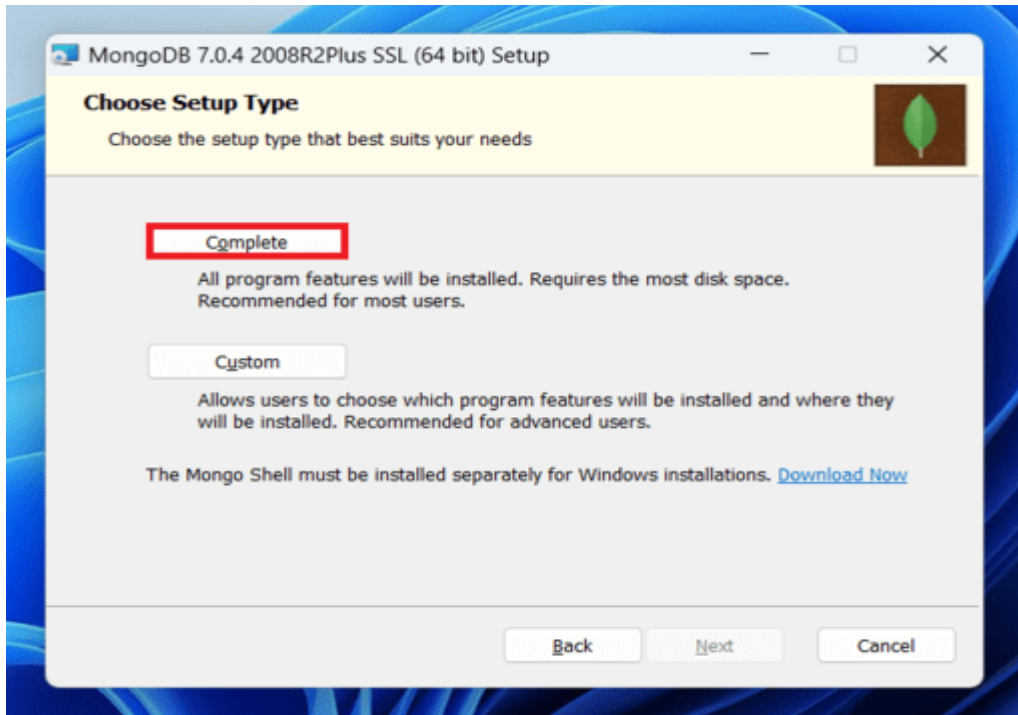 MongoDB 7.0.4 2008R2Plus SSL (64 bit) Setup
Choose Setup Type
Choose the setup type that best suits your needs
Complete
All program features will be installed. Requires the most disk space.
Recommended for most users.
Custom
Allows users to choose which program features will be installed and where they
will be installed. Recommended for advanced users.
The Mongo Shell must be installed separately for Windows installations. Download Now
Back Next Cancel